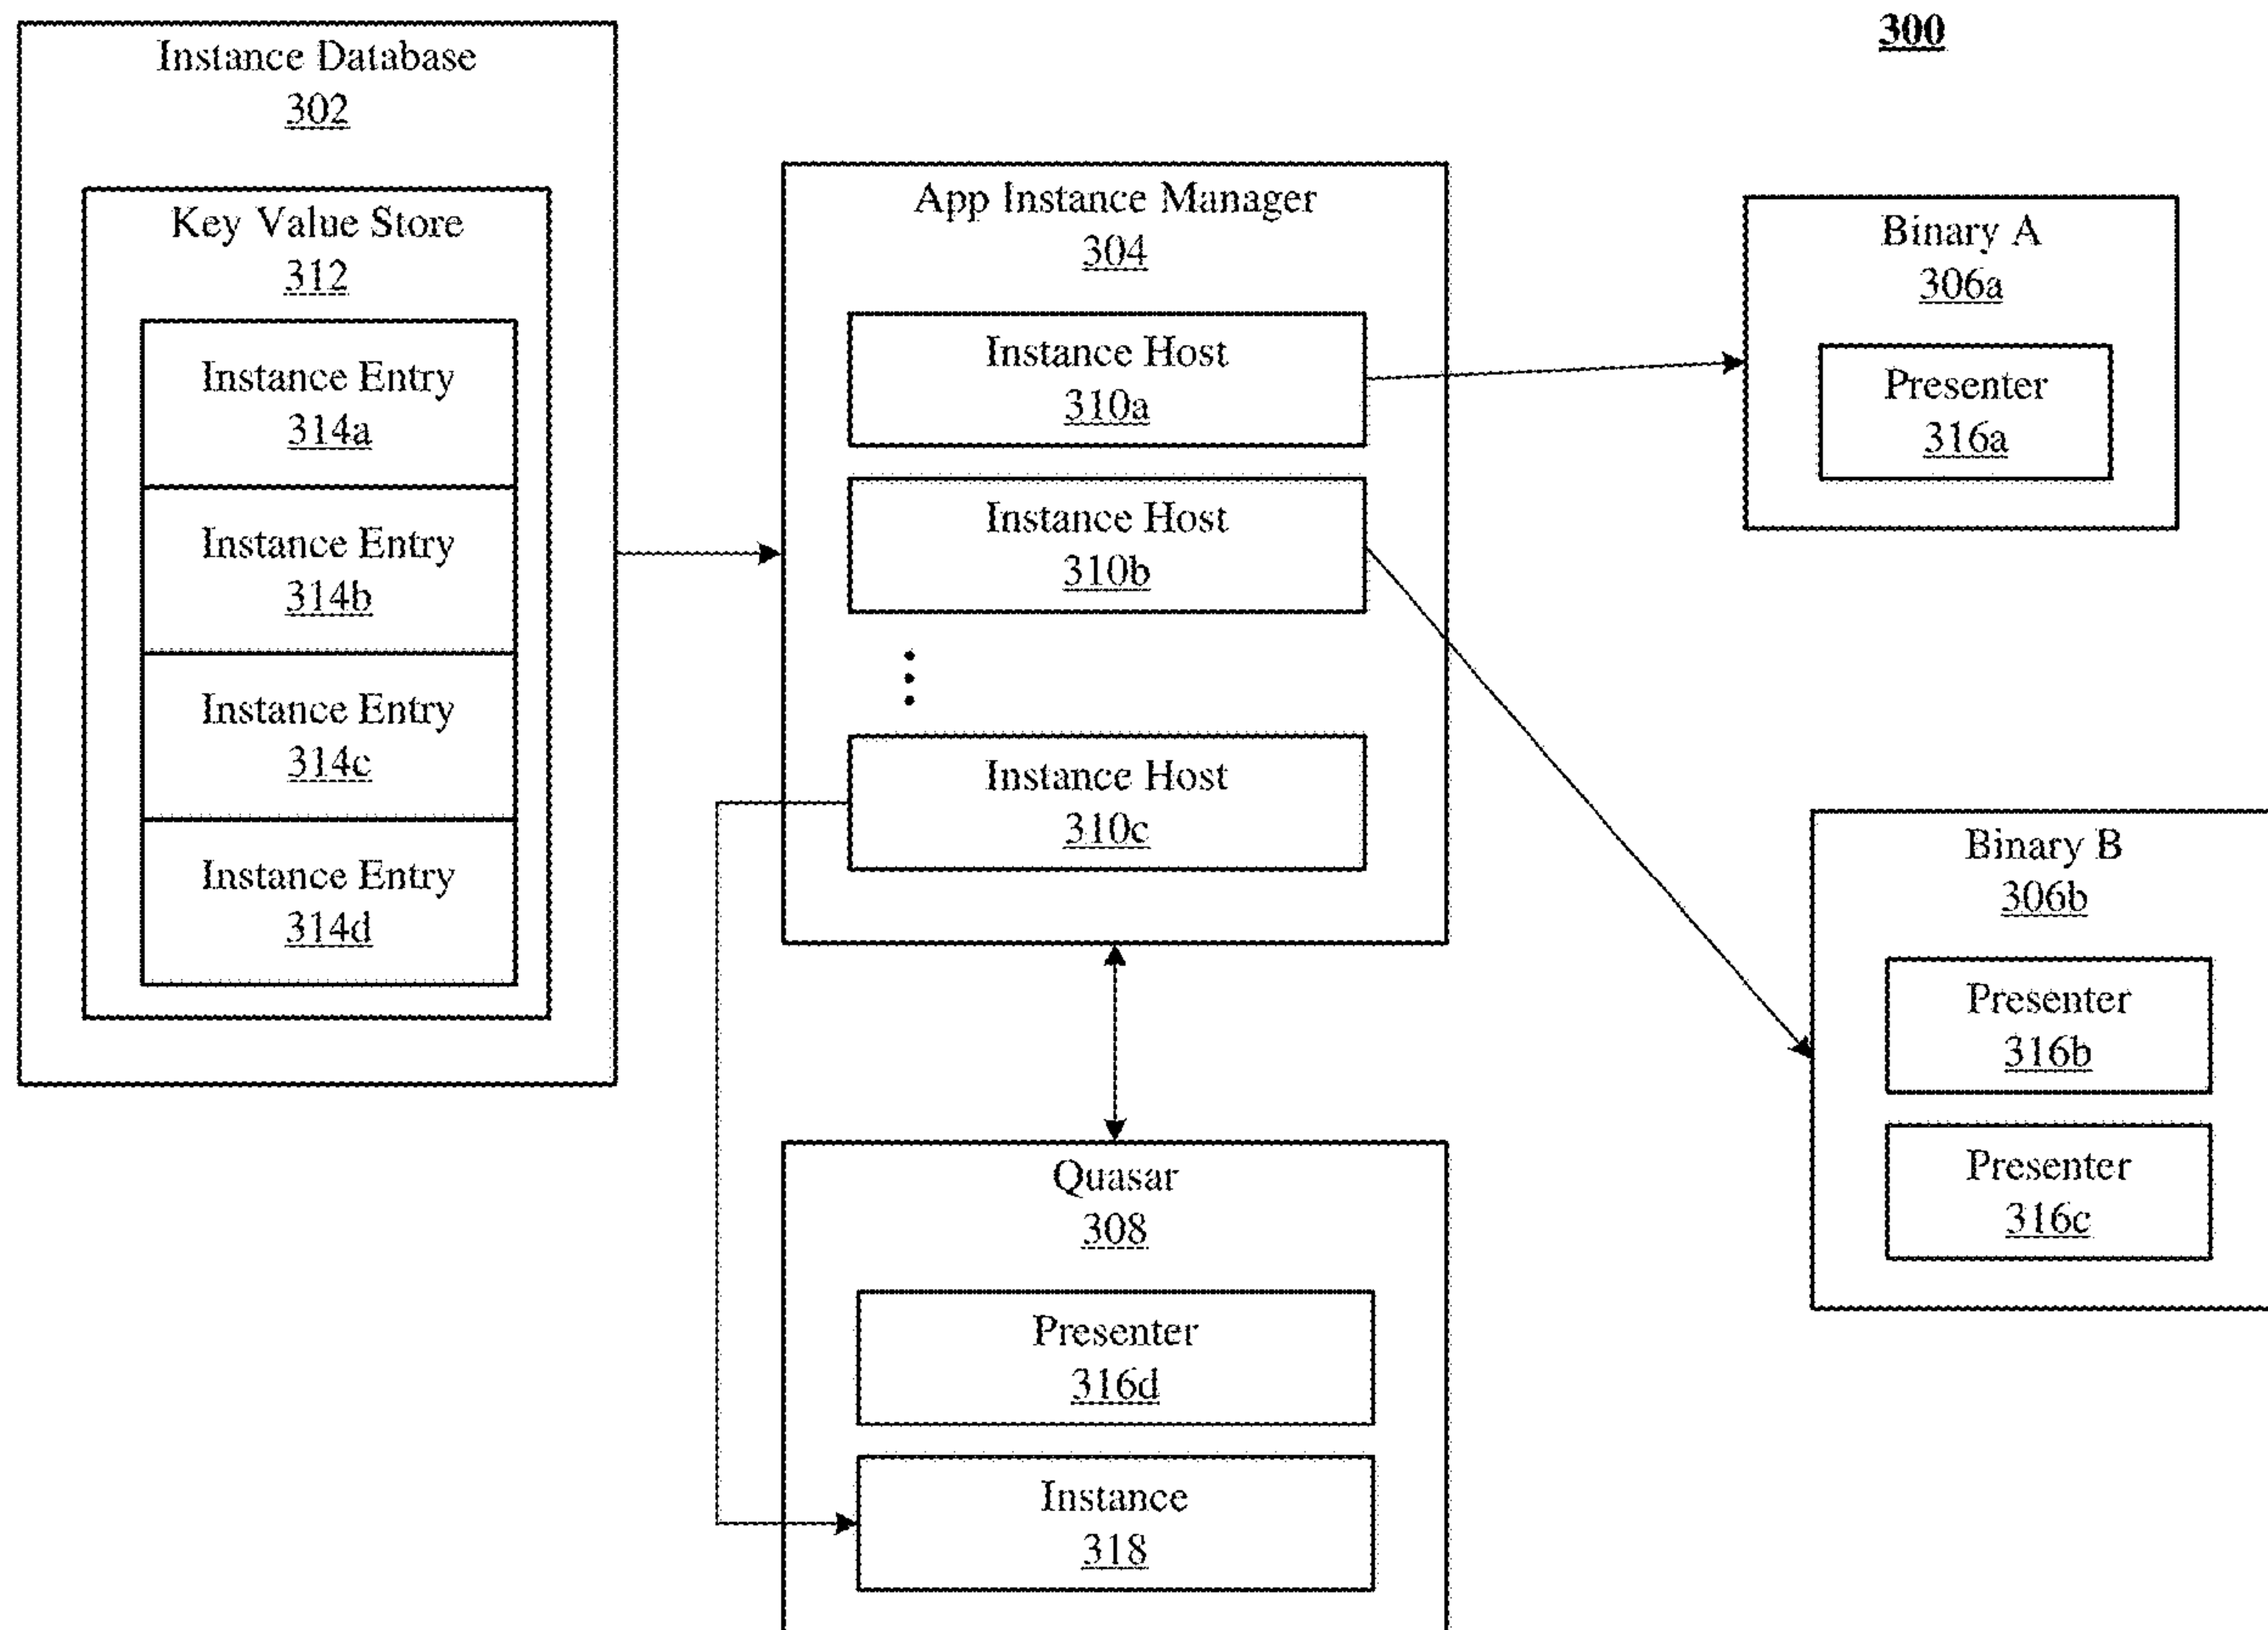 300
Instance Database
302
Key Value Store
312
Instance Entry
314a
Instance Entry
314b
Instance Entry
314c
Instance Entry
314d
App Instance Manager
304
Instance Host
310a
Instance Host
310b
Instance Host
310c
Binary A
306a
Presenter
316a
Binary B
306b
Presenter
316b
Presenter
316c
Quasar
308
Presenter
316d
Instance
318